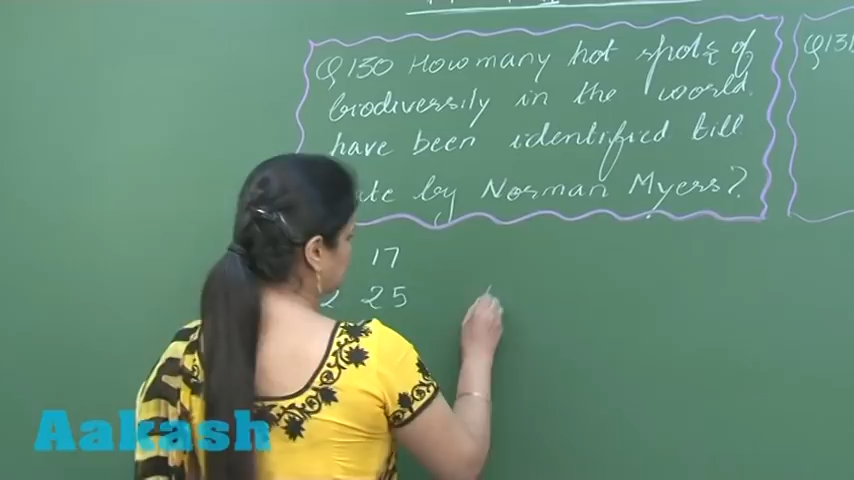 Q130 How many hot spots of
biodiversity in the world
have been identified till
by Norman Myers?
17
2 25
Q131
Aakash